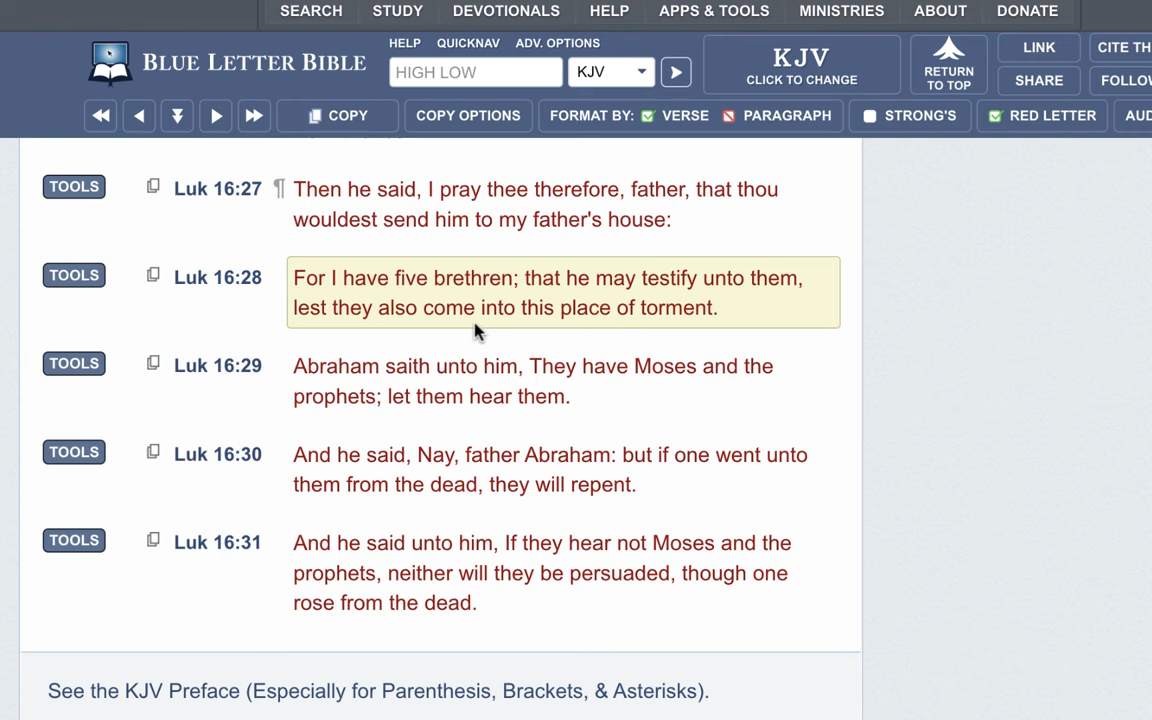 SEARCH STUDY DEVOTIONALS HELP APPS & TOOLS MINISTRIES ABOUT DONATE
BLUE LETTER BIBLE
HELP QUICKNAV ADV. OPTIONS
HIGH LOW KJV
KJV
CLICK TO CHANGE
RETURN
TO TOP
LINK CITE TH
SHARE FOLLOW
COPY COPY OPTIONS FORMAT BY: VERSE PARAGRAPH STRONG'S RED LETTER AUD
TOOLS Luk 16:27 ¶ Then he said, I pray thee therefore, father, that thou
wouldest send him to my father's house:
TOOLS Luk 16:28 For I have five brethren; that he may testify unto them,
lest they also come into this place of torment.
TOOLS Luk 16:29 Abraham saith unto him, They have Moses and the
prophets; let them hear them.
TOOLS Luk 16:30 And he said, Nay, father Abraham: but if one went unto
them from the dead, they will repent.
TOOLS Luk 16:31 And he said unto him, If they hear not Moses and the
prophets, neither will they be persuaded, though one
rose from the dead.
See the KJV Preface (Especially for Parenthesis, Brackets, & Asterisks).